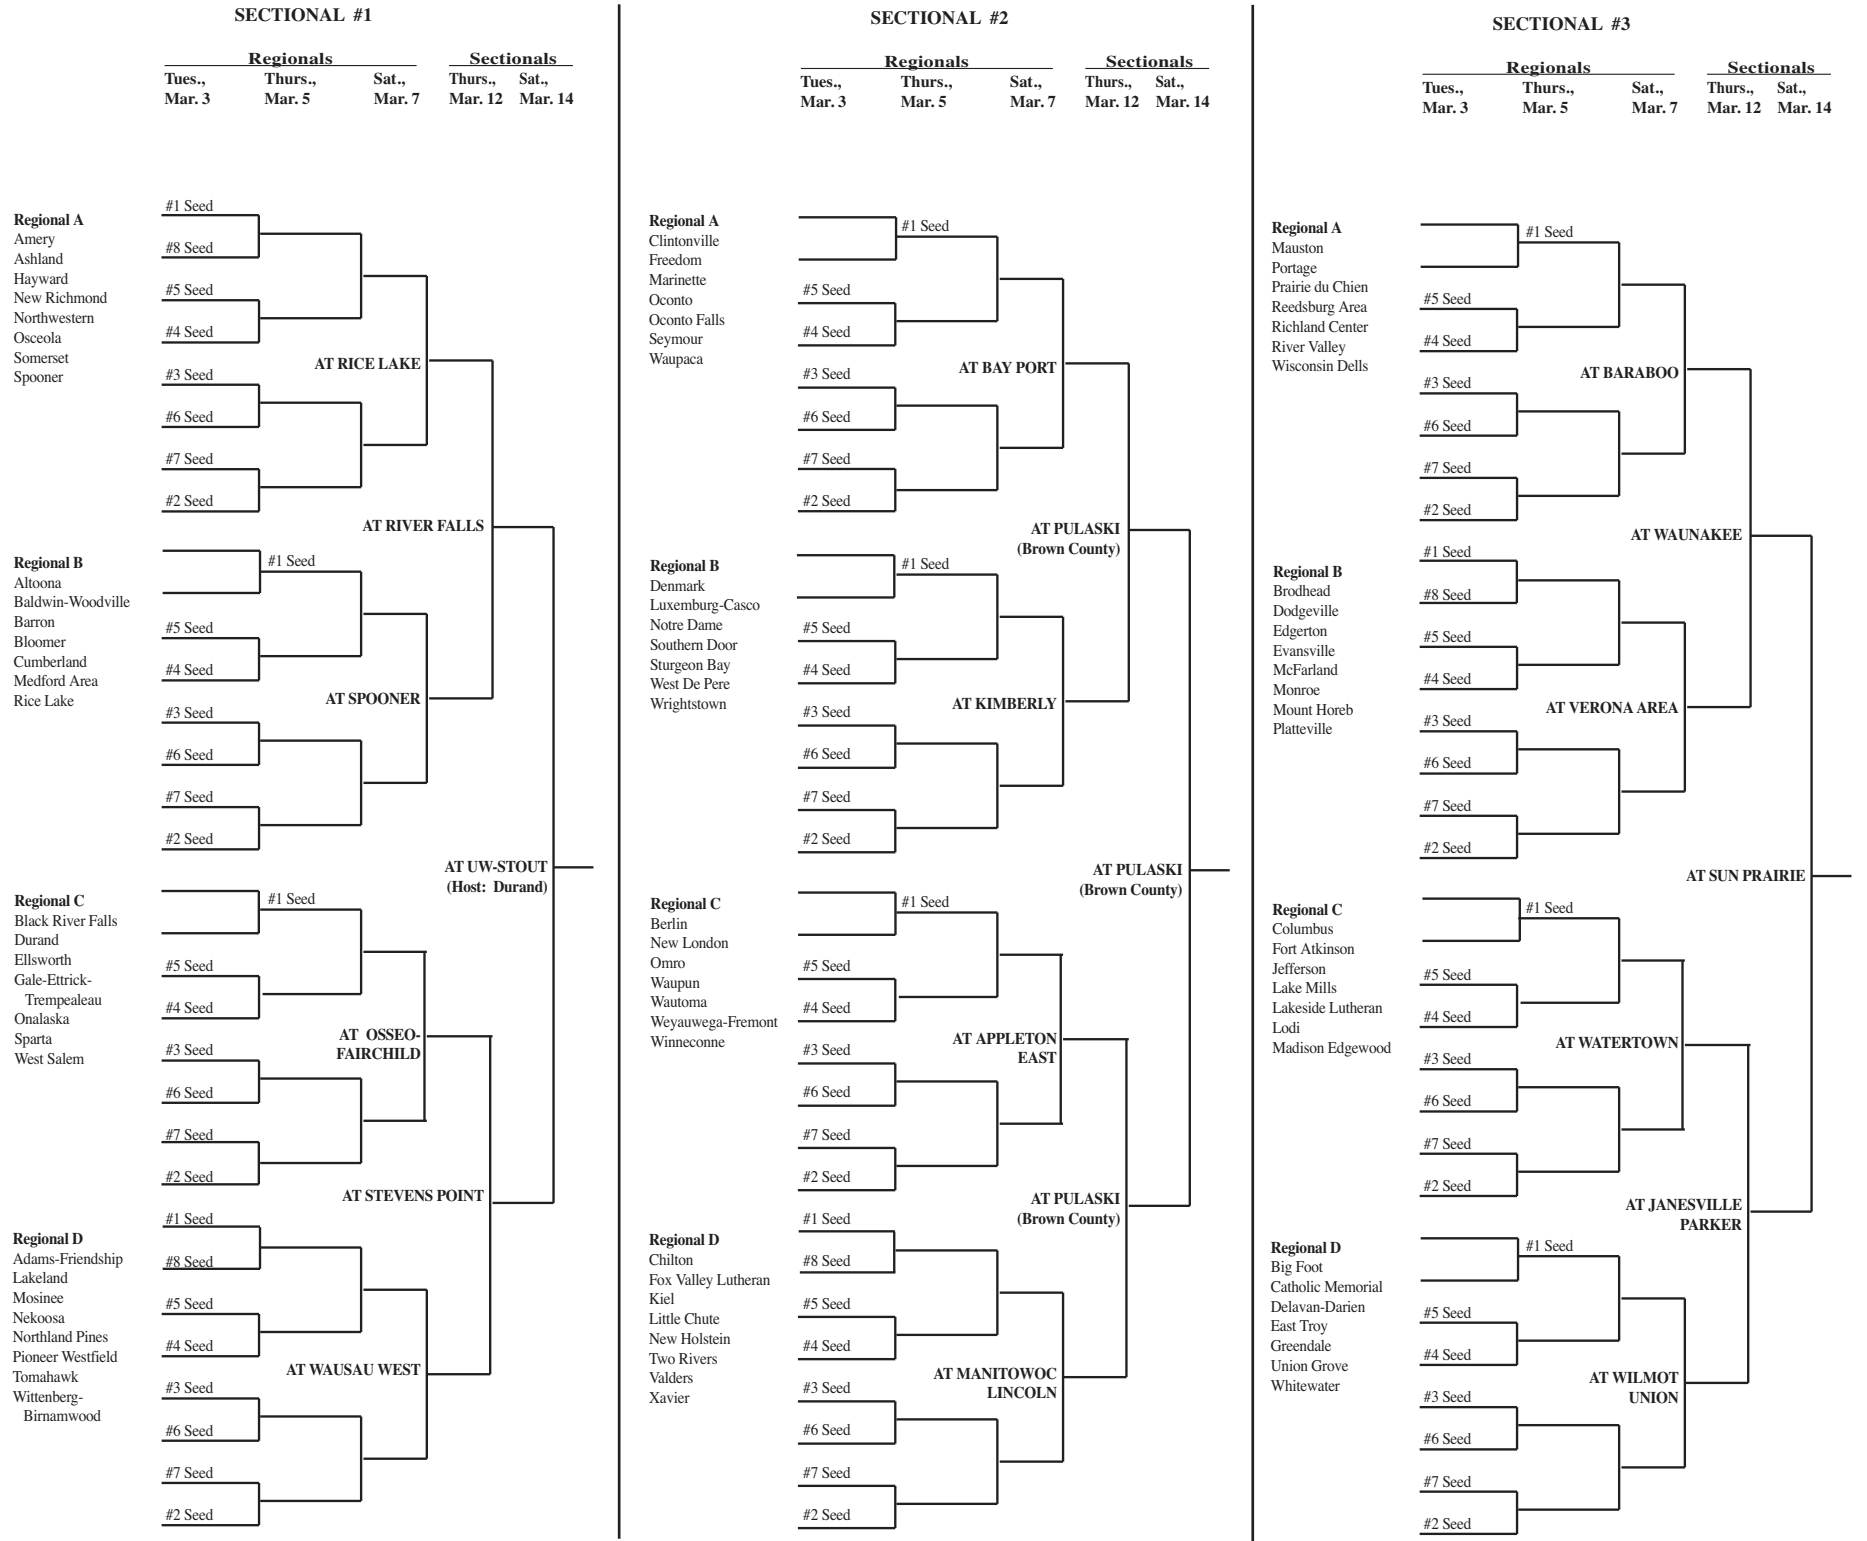 SECTIONAL #1
Regionals
Sectionals
Tues., Mar. 3
Thurs., Mar. 5
Sat., Mar. 7
Thurs., Mar. 12
Sat., Mar. 14
Regional A
Amery
Ashland
Hayward
New Richmond
Northwestern
Osceola
Somerset
Spooner
#1 Seed
#8 Seed
#5 Seed
#4 Seed
#3 Seed
#6 Seed
#7 Seed
#2 Seed
AT RICE LAKE
AT RIVER FALLS
Regional B
Altoona
Baldwin-Woodville
Barron
Bloomer
Cumberland
Medford Area
Rice Lake
#1 Seed
#5 Seed
#4 Seed
#3 Seed
#6 Seed
#7 Seed
#2 Seed
AT SPOONER
AT UW-STOUT
(Host: Durand)
Regional C
Black River Falls
Durand
Ellsworth
Gale-Ettrick-
Trempealeau
Onalaska
Sparta
West Salem
#1 Seed
#5 Seed
#4 Seed
#3 Seed
#6 Seed
#7 Seed
#2 Seed
AT OSSEO-
FAIRCHILD
AT STEVENS POINT
Regional D
Adams-Friendship
Lakeland
Mosinee
Nekoosa
Northland Pines
Pioneer Westfield
Tomahawk
Wittenberg-
Birnamwood
#1 Seed
#8 Seed
#5 Seed
#4 Seed
#3 Seed
#6 Seed
#7 Seed
#2 Seed
AT WAUSAU WEST
SECTIONAL #2
Regionals
Sectionals
Tues., Mar. 3
Thurs., Mar. 5
Sat., Mar. 7
Thurs., Mar. 12
Sat., Mar. 14
Regional A
Clintonville
Freedom
Marinette
Oconto
Oconto Falls
Seymour
Waupaca
#1 Seed
#5 Seed
#4 Seed
#3 Seed
#6 Seed
#7 Seed
#2 Seed
AT BAY PORT
AT PULASKI
(Brown County)
Regional B
Denmark
Luxemburg-Casco
Notre Dame
Southern Door
Sturgeon Bay
West De Pere
Wrightstown
#1 Seed
#5 Seed
#4 Seed
#3 Seed
#6 Seed
#7 Seed
#2 Seed
AT KIMBERLY
AT PULASKI
(Brown County)
Regional C
Berlin
New London
Omro
Waupun
Wautoma
Weyauwega-Fremont
Winneconne
#1 Seed
#5 Seed
#4 Seed
#3 Seed
#6 Seed
#7 Seed
#2 Seed
AT APPLETON
EAST
AT PULASKI
(Brown County)
Regional D
Chilton
Fox Valley Lutheran
Kiel
Little Chute
New Holstein
Two Rivers
Valders
Xavier
#1 Seed
#8 Seed
#5 Seed
#4 Seed
#3 Seed
#6 Seed
#7 Seed
#2 Seed
AT MANITOWOC
LINCOLN
SECTIONAL #3
Regionals
Sectionals
Tues., Mar. 3
Thurs., Mar. 5
Sat., Mar. 7
Thurs., Mar. 12
Sat., Mar. 14
Regional A
Mauston
Portage
Prairie du Chien
Reedsburg Area
Richland Center
River Valley
Wisconsin Dells
#1 Seed
#5 Seed
#4 Seed
#3 Seed
#6 Seed
#7 Seed
#2 Seed
AT BARABOO
AT WAUNAKEE
Regional B
Brodhead
Dodgeville
Edgerton
Evansville
McFarland
Monroe
Mount Horeb
Platteville
#1 Seed
#8 Seed
#5 Seed
#4 Seed
#3 Seed
#6 Seed
#7 Seed
#2 Seed
AT VERONA AREA
AT SUN PRAIRIE
Regional C
Columbus
Fort Atkinson
Jefferson
Lake Mills
Lakeside Lutheran
Lodi
Madison Edgewood
#1 Seed
#5 Seed
#4 Seed
#3 Seed
#6 Seed
#7 Seed
#2 Seed
AT WATERTOWN
AT JANESVILLE
PARKER
Regional D
Big Foot
Catholic Memorial
Delavan-Darien
East Troy
Greendale
Union Grove
Whitewater
#1 Seed
#5 Seed
#4 Seed
#3 Seed
#6 Seed
#7 Seed
#2 Seed
AT WILMOT
UNION